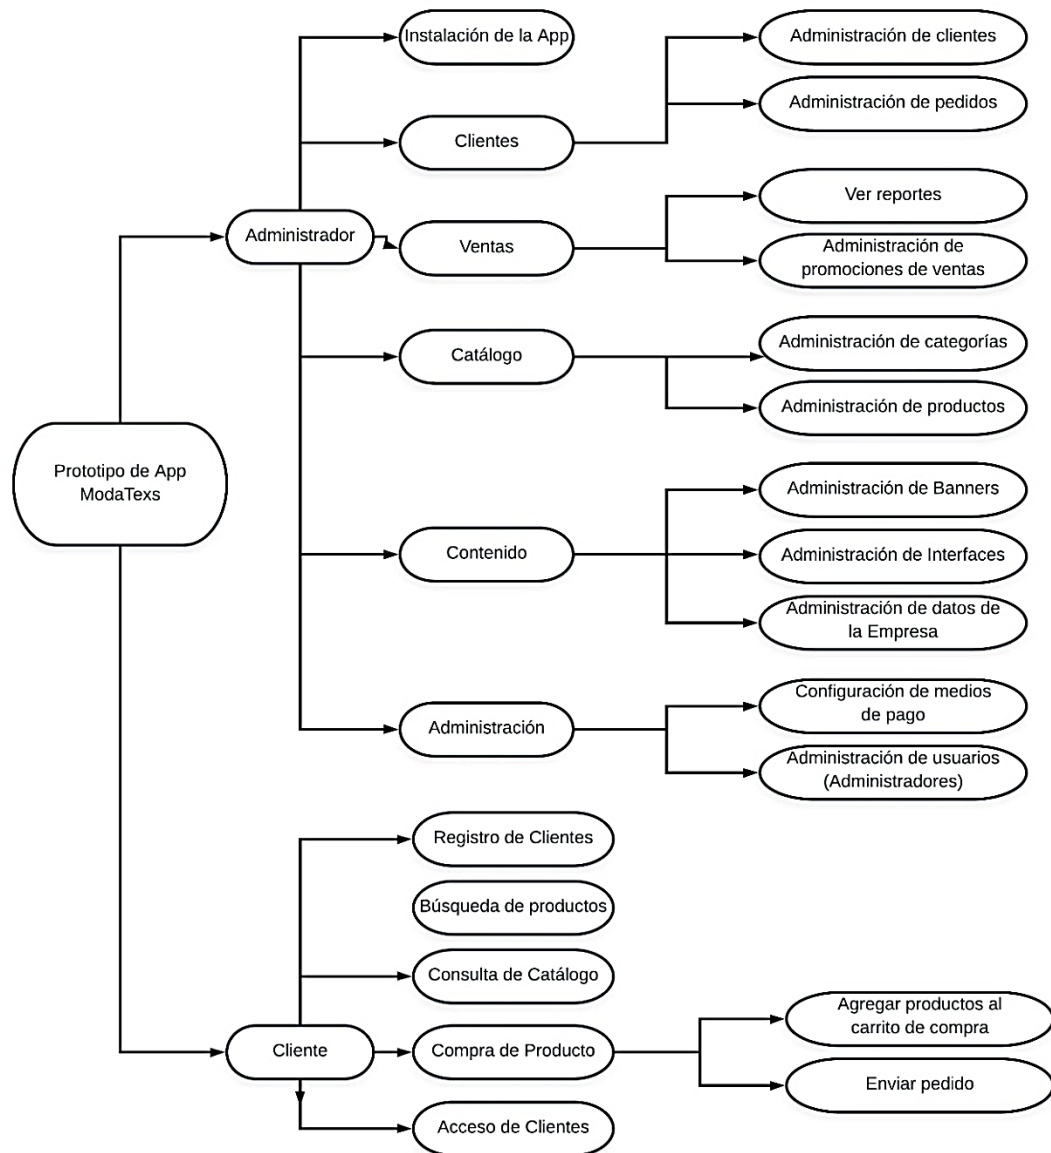 Instalación de la App
Administración de clientes
Administración de pedidos
Clientes
Ver reportes
Administrador
Ventas
Administración de
promociones de ventas
Catálogo
Administración de categorías
Administración de productos
Prototipo de App
ModaTexs
Administración de Banners
Contenido
Administración de Interfaces
Administración de datos de
la Empresa
Configuración de medios
de pago
Administración
Administración de usuarios
(Administradores)
Registro de Clientes
Búsqueda de productos
Consulta de Catálogo
Agregar productos al
carrito de compra
Cliente
Compra de Producto
Enviar pedido
Acceso de Clientes